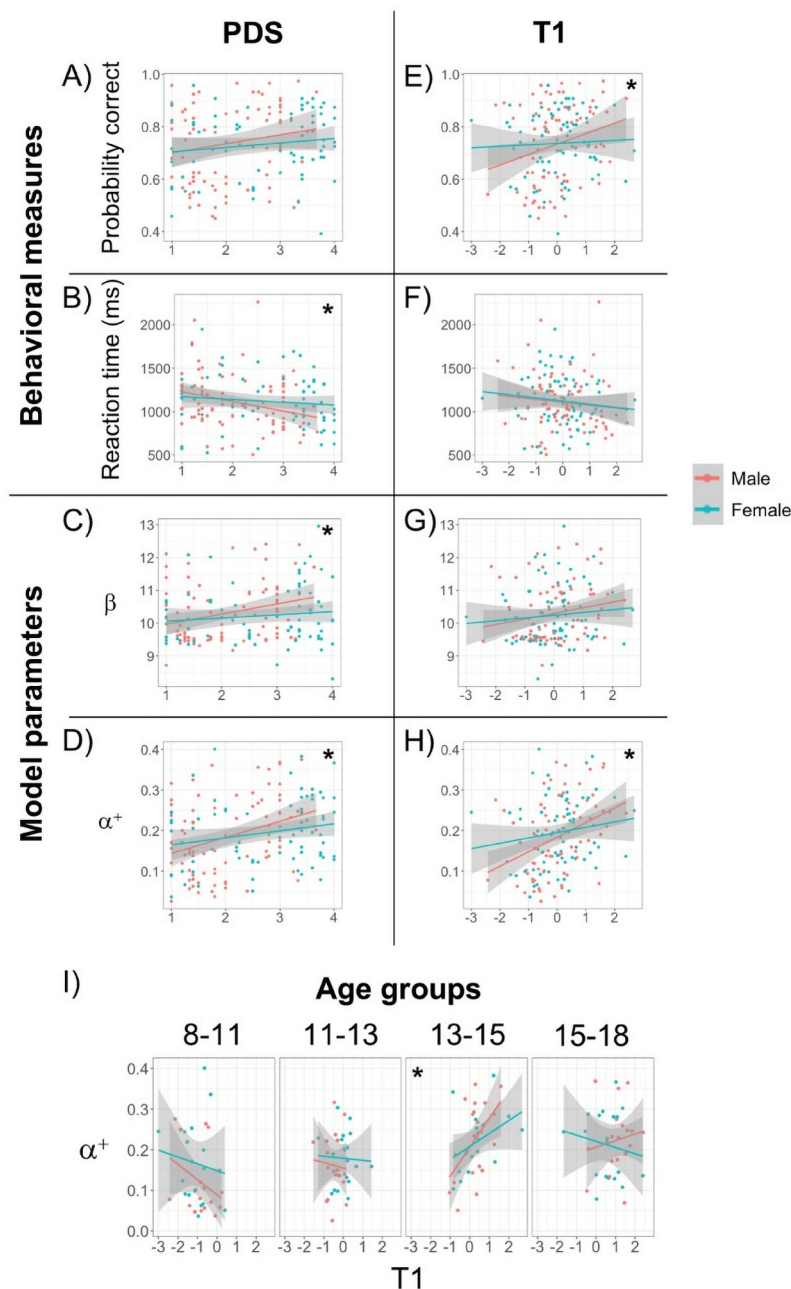 PDS T1
A) E)
Probability correct
1.0 1.0
0.8 0.8
0.6 0.6
0.4 0.4
*
1 2 3 4 -3 -2 -1 0 1 2
Behavioral measures
B) F)
Reaction time (ms)
2000 2000
1500 1500
1000 1000
500 500
*
1 2 3 4 -3 -2 -1 0 1 2
Male
Female
C) G)
β
13 13
12 12
11 11
10 10
9 9
*
1 2 3 4 -3 -2 -1 0 1 2
Model parameters
D) H)
α+
0.4 0.4
0.3 0.3
0.2 0.2
0.1 0.1
* *
1 2 3 4 -3 -2 -1 0 1 2
I)
Age groups
8-11 11-13 13-15 15-18
α+
0.4
0.3
0.2
0.1
0.0
*
-3 -2 -1 0 1 2 -3 -2 -1 0 1 2 -3 -2 -1 0 1 2 -3 -2 -1 0 1 2
T1